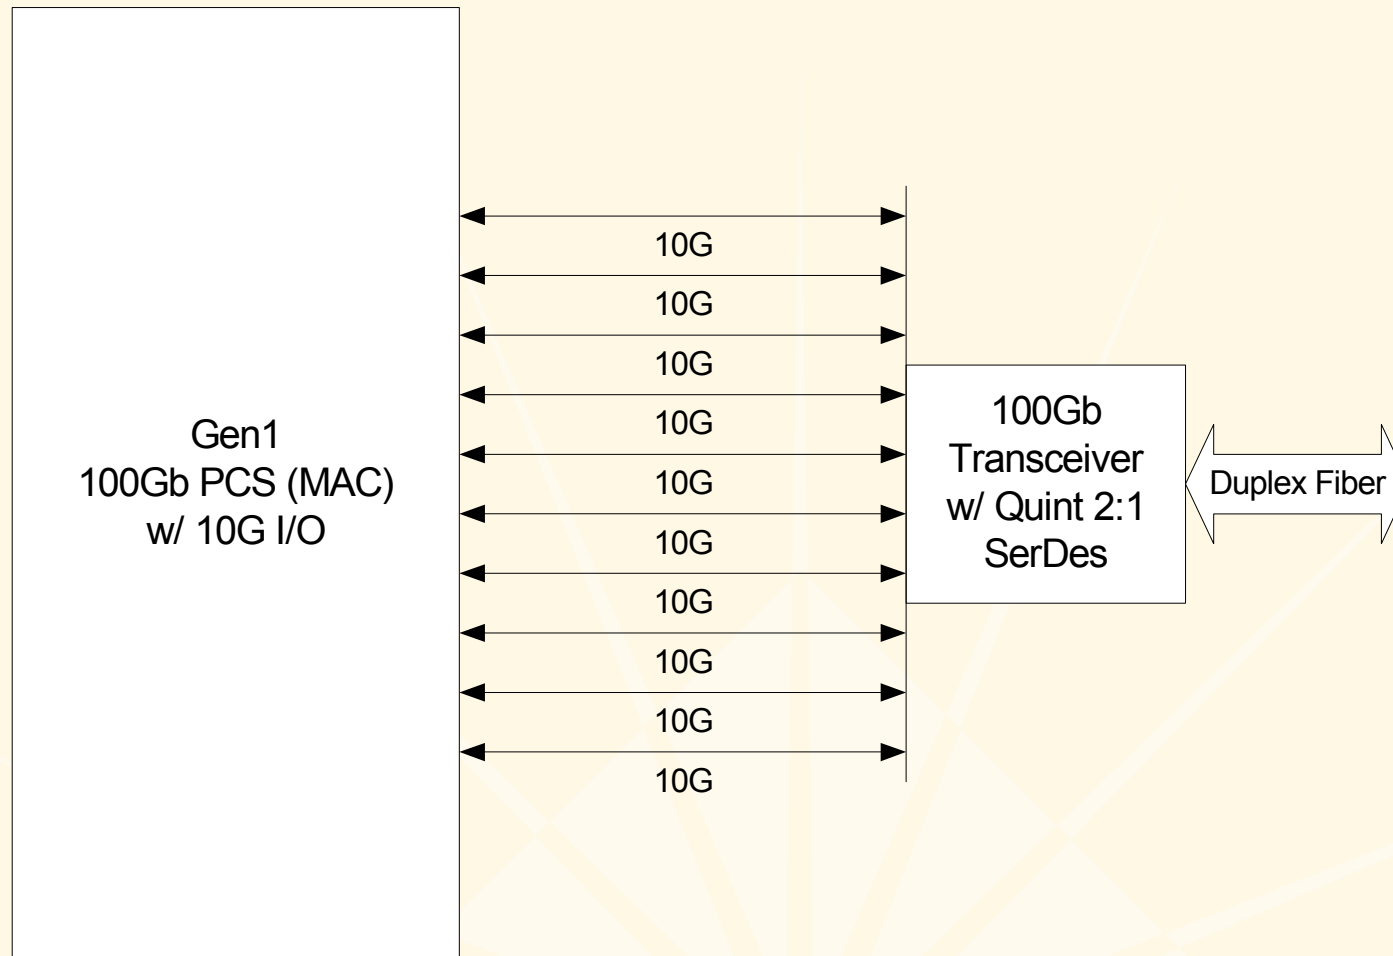 Gen1
100Gb PCS (MAC)
w/ 10G I/O
10G
10G
10G
10G
10G
10G
10G
10G
10G
10G
100Gb
Transceiver
w/ Quint 2:1
SerDes
Duplex Fiber